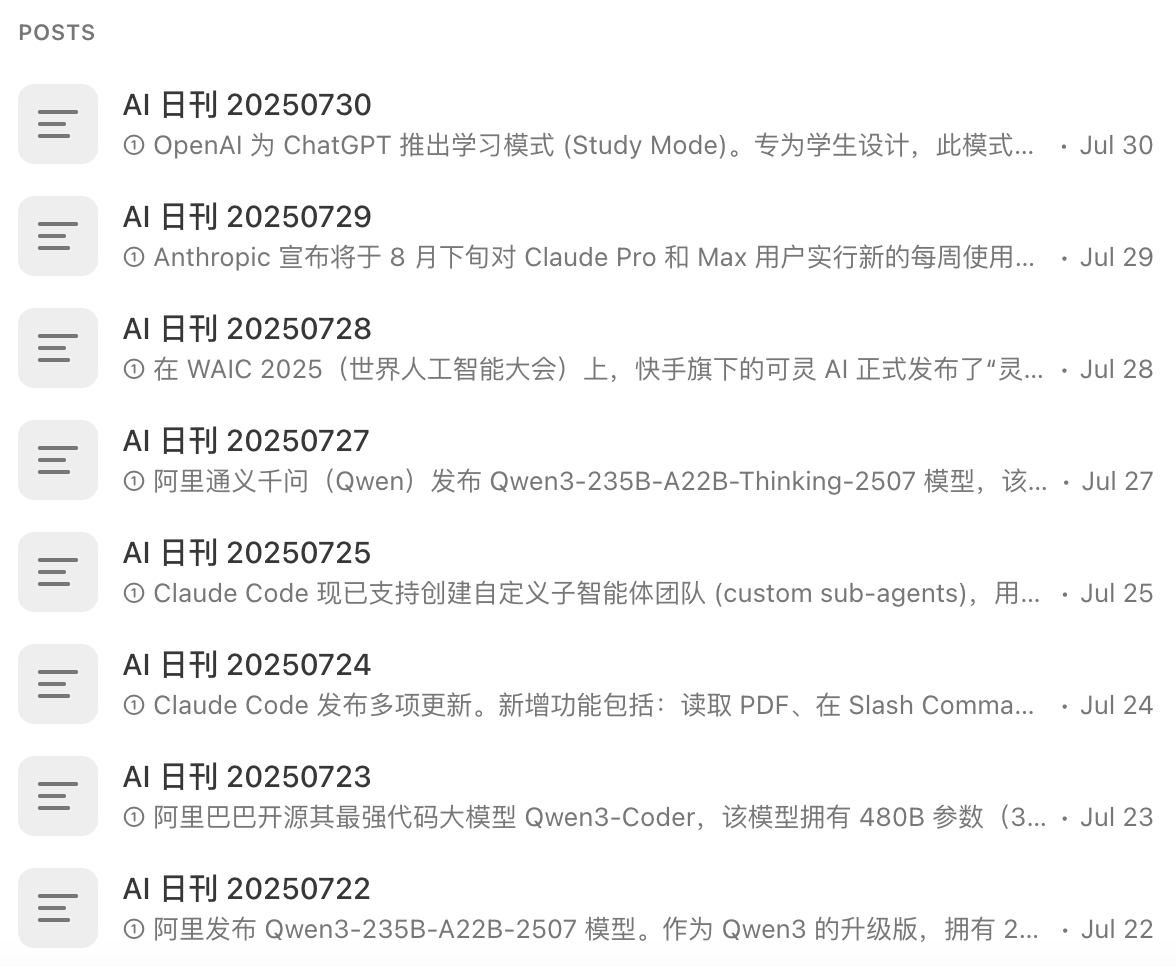 POSTS
AI 日刊 20250730
① OpenAI 为 ChatGPT 推出学习模式 (Study Mode)。专为学生设计，此模式... · Jul 30
AI 日刊 20250729
① Anthropic 宣布将于 8 月下旬对 Claude Pro 和 Max 用户实行新的每周使用... · Jul 29
AI 日刊 20250728
① 在 WAIC 2025（世界人工智能大会）上，快手旗下的可灵 AI 正式发布了“灵... · Jul 28
AI 日刊 20250727
① 阿里通义千问（Qwen）发布 Qwen3-235B-A22B-Thinking-2507 模型，该... · Jul 27
AI 日刊 20250725
① Claude Code 现已支持创建自定义子智能体团队 (custom sub-agents)，用... · Jul 25
AI 日刊 20250724
① Claude Code 发布多项更新。新增功能包括：读取 PDF、在 Slash Comma... · Jul 24
AI 日刊 20250723
① 阿里巴巴开源其最强代码大模型 Qwen3-Coder，该模型拥有 480B 参数（3... · Jul 23
AI 日刊 20250722
① 阿里发布 Qwen3-235B-A22B-2507 模型。作为 Qwen3 的升级版，拥有 2... · Jul 22